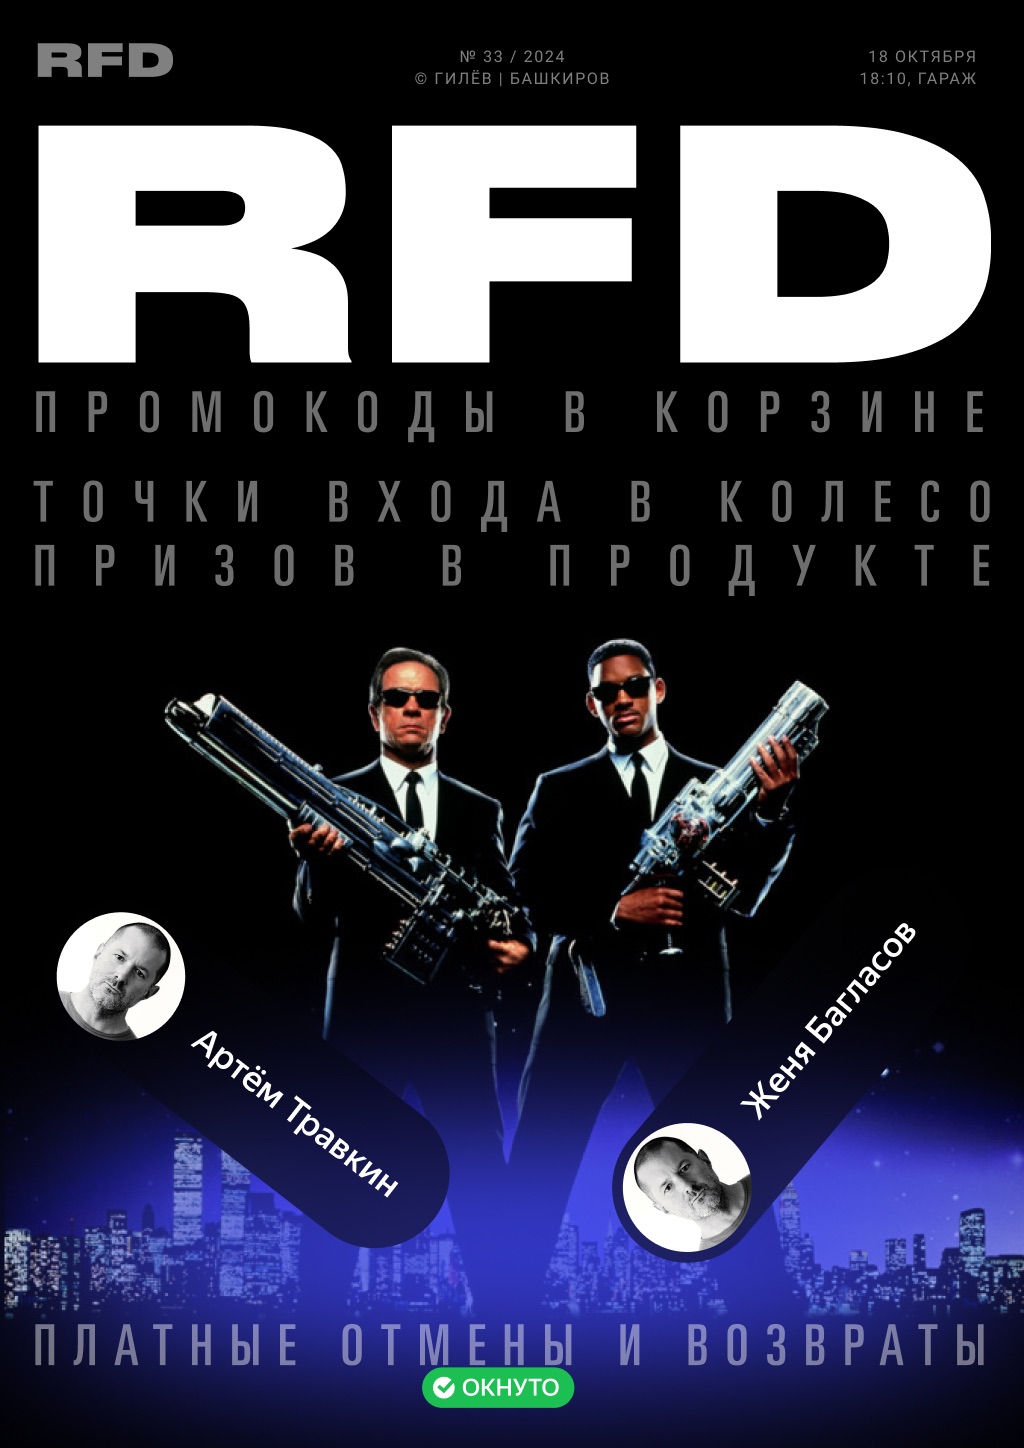 RFD
№ 33 / 2024
© ГИЛЁВ | БАШКИРОВ
18 ОКТЯБРЯ
18:10, ГАРАЖ
RFD
ПРОМОКОДЫ В КОРЗИНЕ
ТОЧКИ ВХОДА В КОЛЕСО
ПРИЗОВ В ПРОДУКТЕ
Артём Травкин
Женя Багласов
ПЛАТНЫЕ ОТМЕНЫ И ВОЗВРАТЫ
ОКНУТО